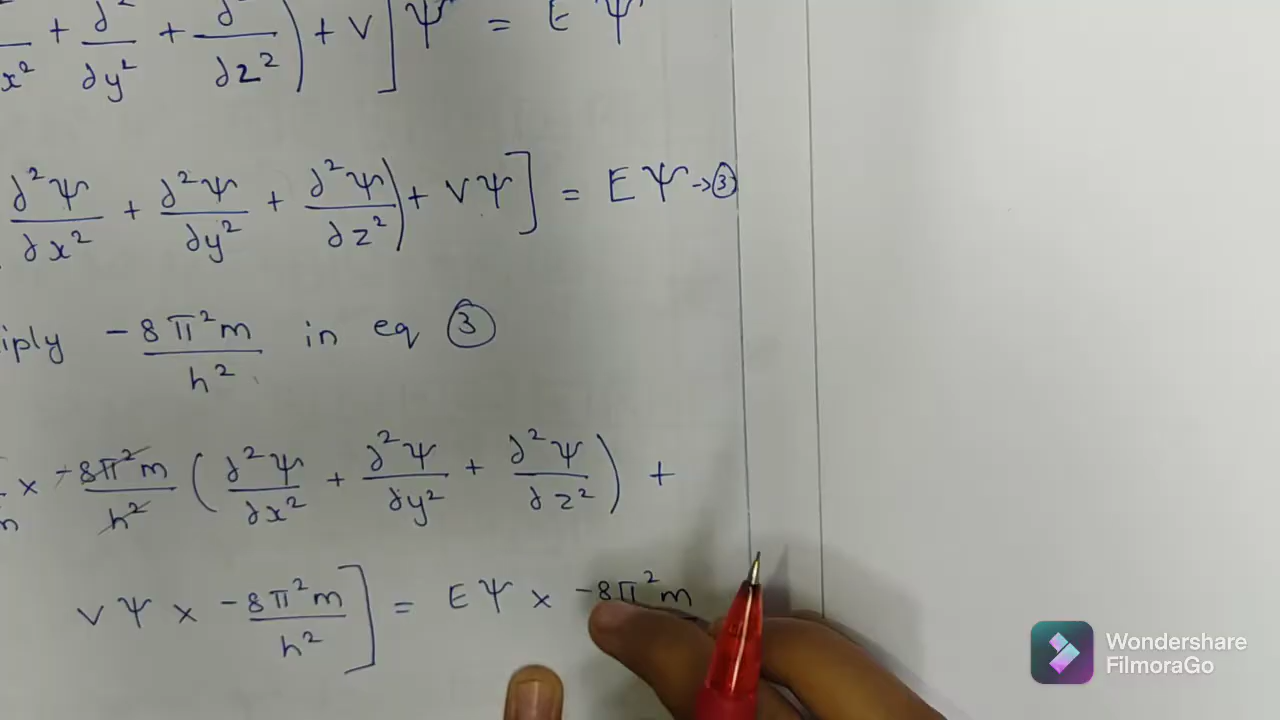 x² + ∂²/∂y² + ∂/∂z² ) + V ] Ψ = E Ψ
∂²Ψ/∂x² + ∂²Ψ/∂y² + ∂²Ψ/∂z² ) + VΨ ] = EΨ → ③
iply -8π²m/h² in eq ③
× -8π²m/h² ( ∂²Ψ/∂x² + ∂²Ψ/∂y² + ∂²Ψ/∂z² ) +
VΨ × -8π²m/h² ] = EΨ × -8π²m
Wondershare
FilmoraGo